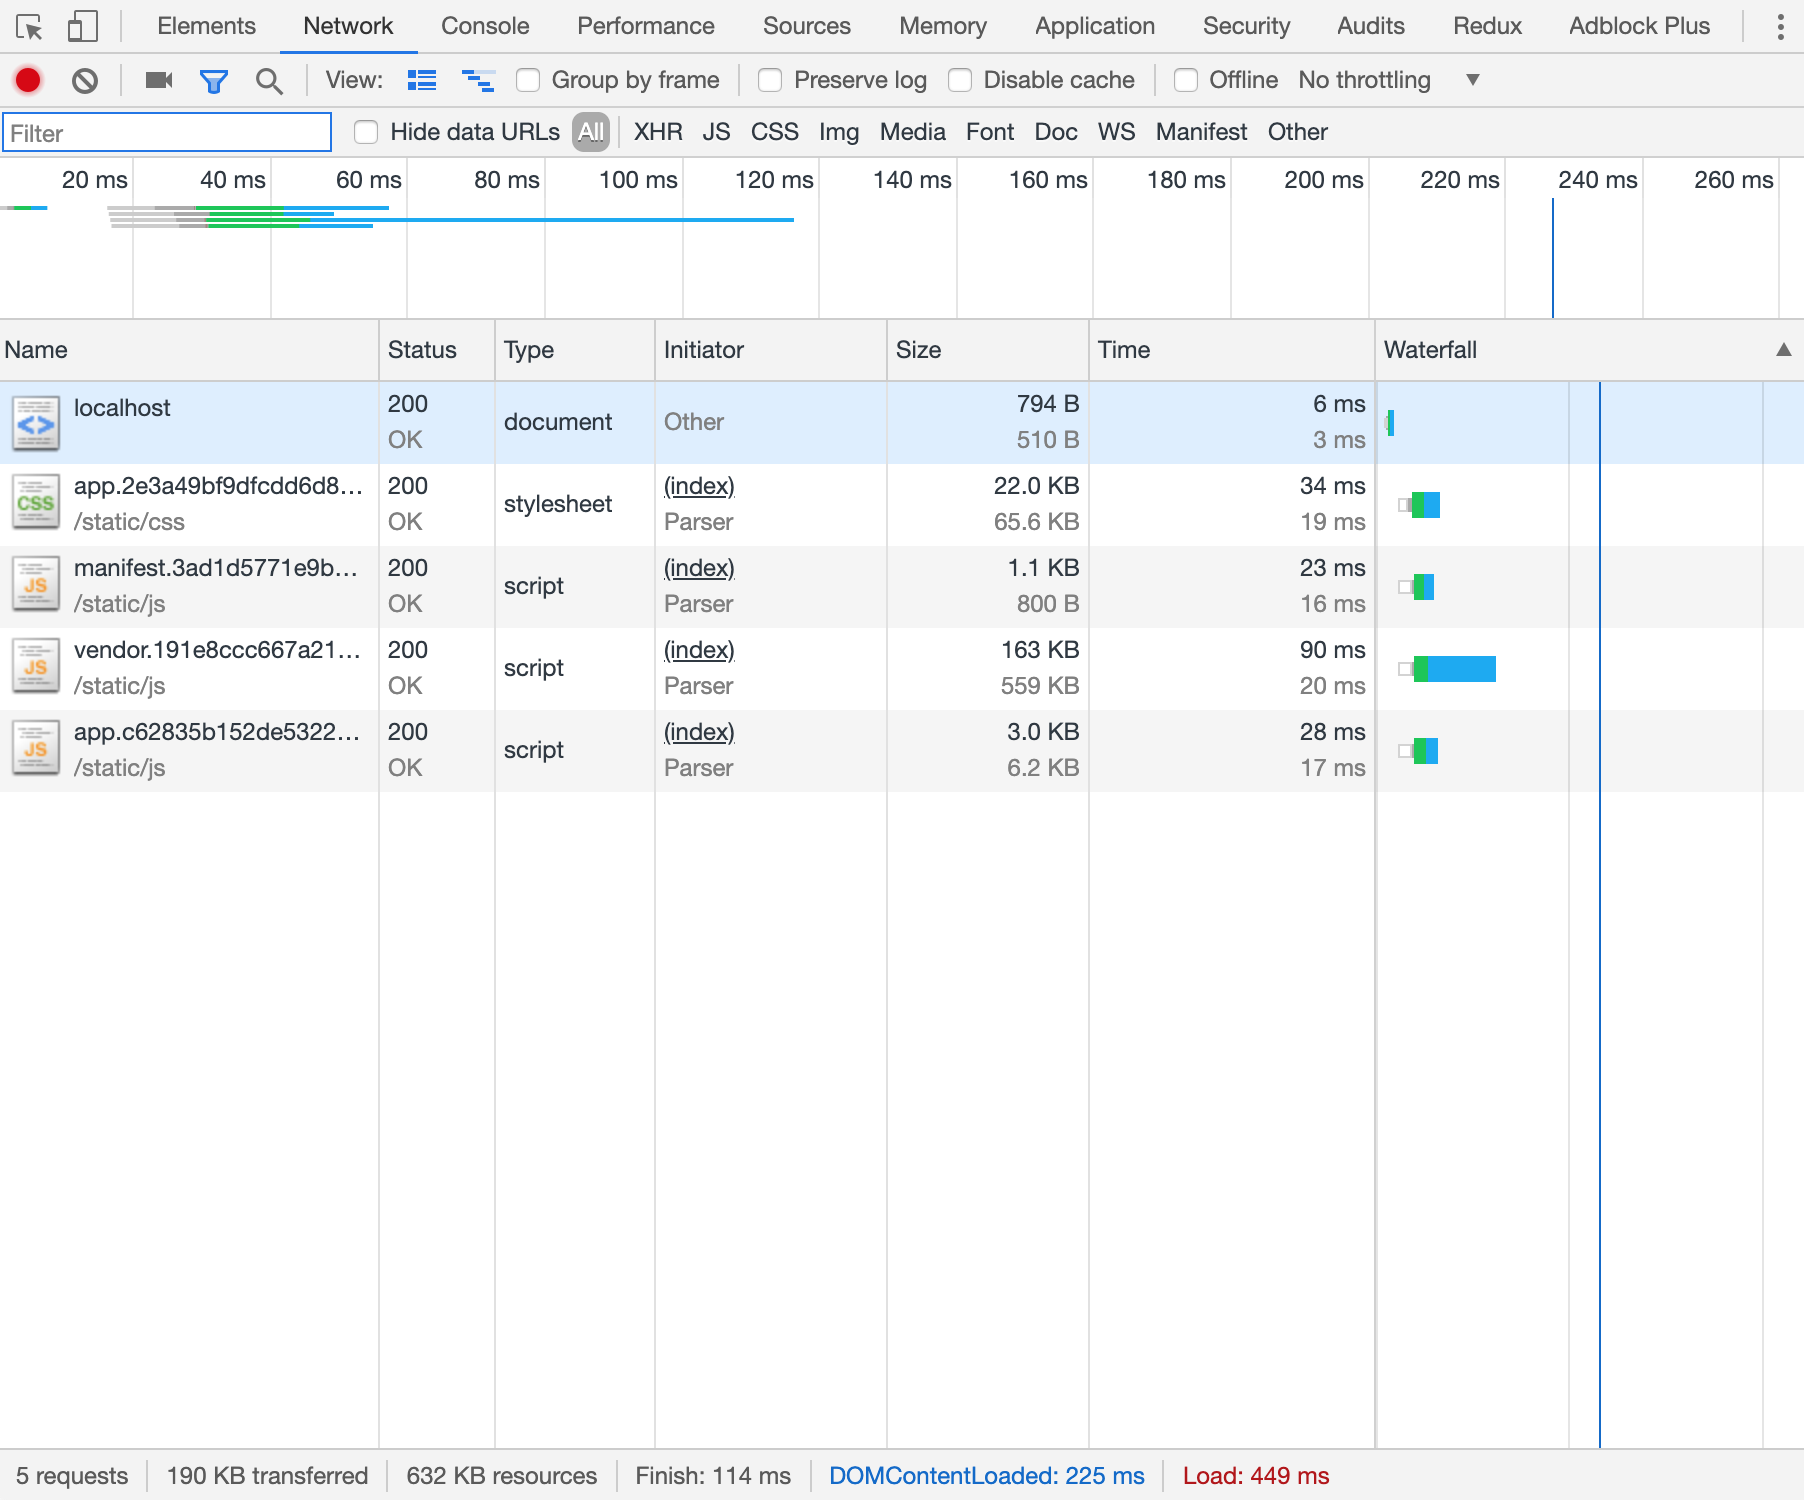 Elements Network Console Performance Sources Memory Application Security Audits Redux Adblock Plus
View: Group by frame Preserve log Disable cache Offline No throttling
Filter Hide data URLs All XHR JS CSS Img Media Font Doc WS Manifest Other
20 ms 40 ms 60 ms 80 ms 100 ms 120 ms 140 ms 160 ms 180 ms 200 ms 220 ms 240 ms 260 ms
Name Status Type Initiator Size Time Waterfall
localhost 200 document Other 794 B 6 ms
OK 510 B 3 ms
CSS app.2e3a49bf9dfcdd6d8... 200 stylesheet (index) 22.0 KB 34 ms
/static/css OK Parser 65.6 KB 19 ms
JS manifest.3ad1d5771e9b... 200 script (index) 1.1 KB 23 ms
/static/js OK Parser 800 B 16 ms
JS vendor.191e8ccc667a21... 200 script (index) 163 KB 90 ms
/static/js OK Parser 559 KB 20 ms
JS app.c62835b152de5322... 200 script (index) 3.0 KB 28 ms
/static/js OK Parser 6.2 KB 17 ms
5 requests 190 KB transferred 632 KB resources Finish: 114 ms DOMContentLoaded: 225 ms Load: 449 ms